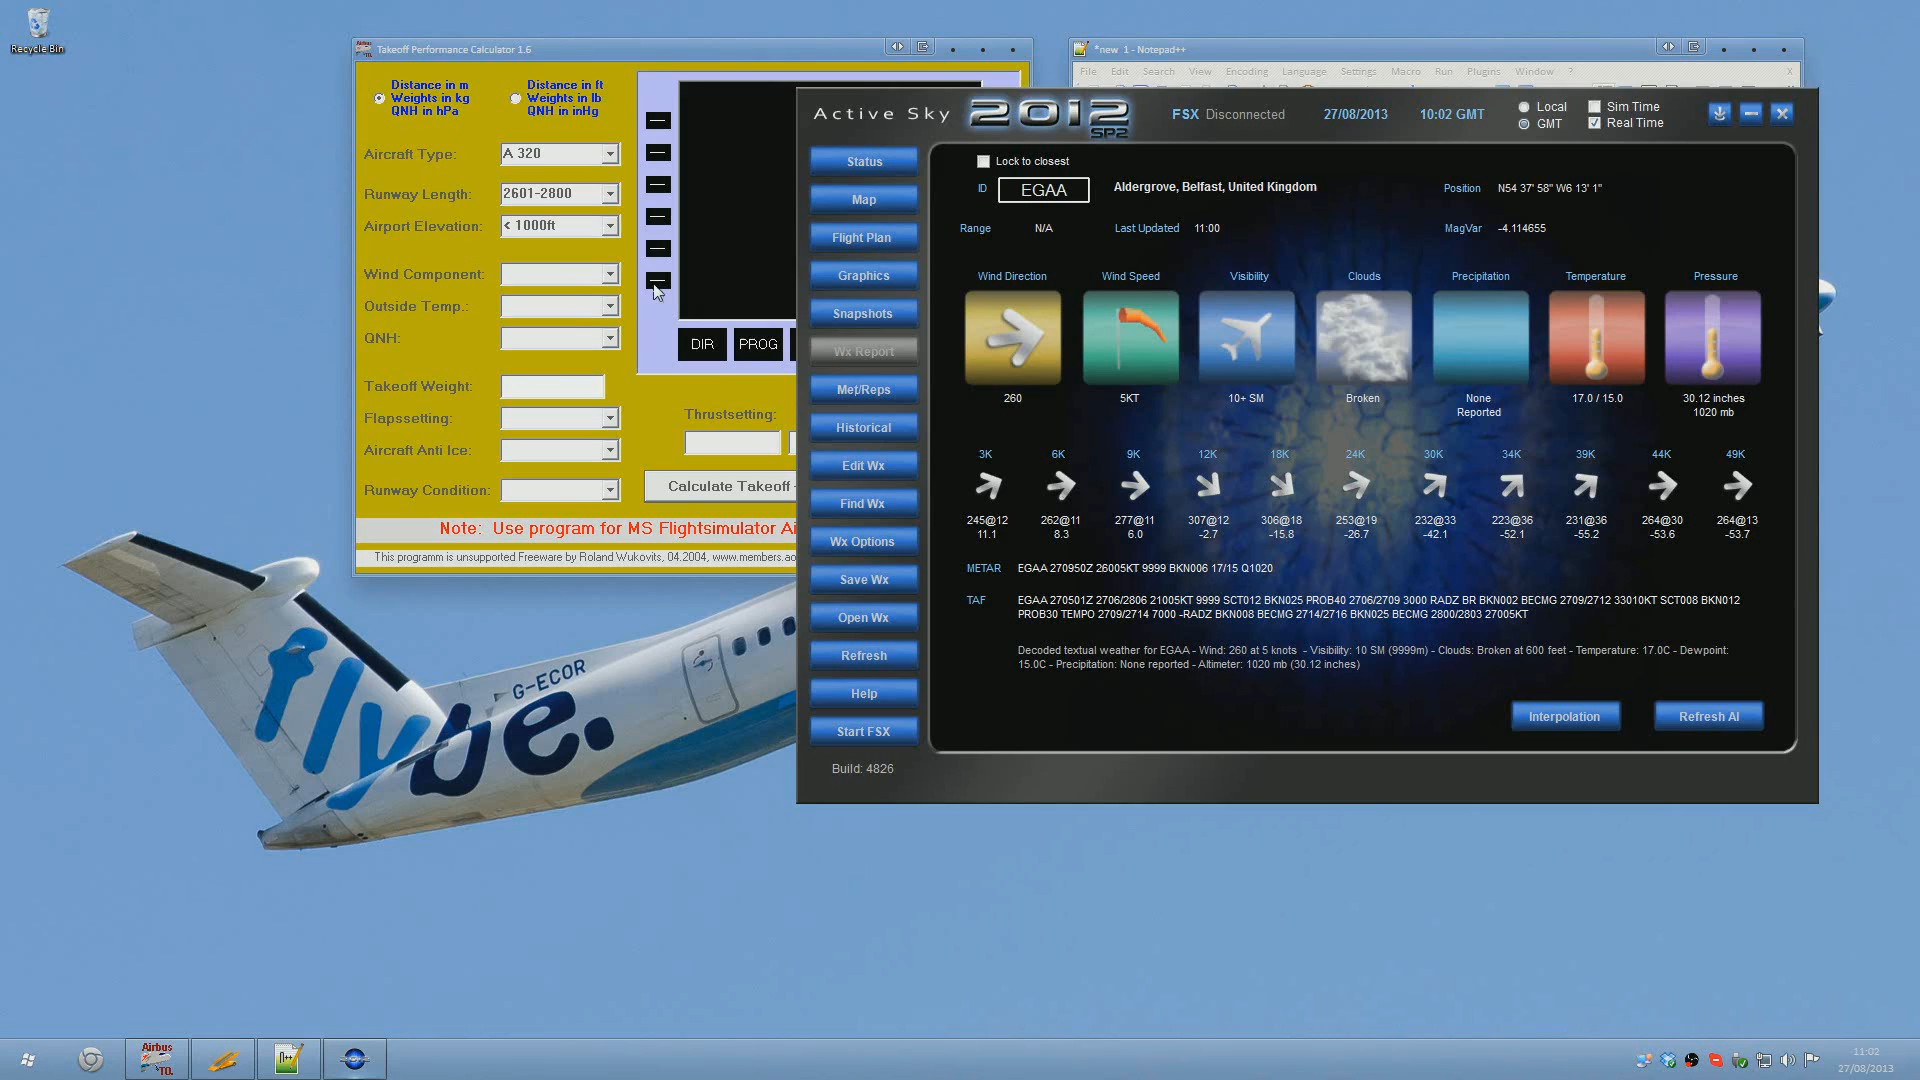 Recycle Bin
Takeoff Performance Calculator 1.6
Distance in m
Weights in kg
QNH in hPa
Distance in ft
Weights in lb
QNH in inHg
Aircraft Type: A 320
Runway Length: 2601-2800
Airport Elevation: < 1000ft
Wind Component:
Outside Temp.:
QNH:
Takeoff Weight:
Flapssetting:
Aircraft Anti Ice:
Runway Condition:
DIR PROG
Thrustsetting:
Calculate Takeoff
Note: Use program for MS Flightsimulator Ai
This programm is unsupported Freeware by Roland Wukovits, 04.2004, www.members.ao
*new 1 - Notepad++
File Edit Search View Encoding Language Settings Macro Run Plugins Window ? X
Active Sky 2012 SP2
FSX Disconnected 27/08/2013 10:02 GMT
Local
GMT
Sim Time
Real Time
Status
Map
Flight Plan
Graphics
Snapshots
Wx Report
Met/Reps
Historical
Edit Wx
Find Wx
Wx Options
Save Wx
Open Wx
Refresh
Help
Start FSX
Build: 4826
Lock to closest
ID EGAA Aldergrove, Belfast, United Kingdom Position N54 37' 58" W6 13' 1"
Range N/A Last Updated 11:00 MagVar -4.114655
Wind Direction Wind Speed Visibility Clouds Precipitation Temperature Pressure
260 5KT 10+ SM Broken None Reported 17.0 / 15.0 30.12 inches 1020 mb
3K 6K 9K 12K 18K 24K 30K 34K 39K 44K 49K
245@12 262@11 277@11 307@12 306@18 253@19 232@33 223@36 231@36 264@30 264@13
11.1 8.3 6.0 -2.7 -15.8 -26.7 -42.1 -52.1 -55.2 -53.6 -53.7
METAR EGAA 270950Z 26005KT 9999 BKN006 17/15 Q1020
TAF EGAA 270501Z 2706/2806 21005KT 9999 SCT012 BKN025 PROB40 2706/2709 3000 RADZ BR BKN002 BECMG 2709/2712 33010KT SCT008 BKN012
PROB30 TEMPO 2709/2714 7000 -RADZ BKN008 BECMG 2714/2716 BKN025 BECMG 2800/2803 27005KT
Decoded textual weather for EGAA - Wind: 260 at 5 knots - Visibility: 10 SM (9999m) - Clouds: Broken at 600 feet - Temperature: 17.0C - Dewpoint:
15.0C - Precipitation: None reported - Altimeter: 1020 mb (30.12 inches)
Interpolation Refresh AI
flybe.
G-ECOR
Airbus
T.O.
n++
11:02
27/08/2013